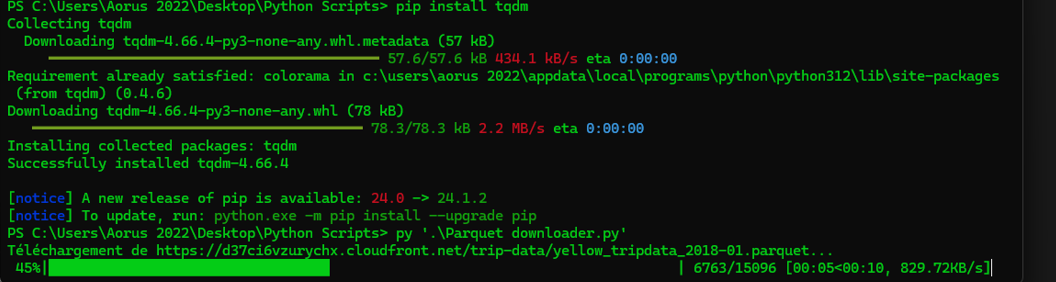 PS C:\Users\Aorus 2022\Desktop\Python Scripts> pip install tqdm
Collecting tqdm
  Downloading tqdm-4.66.4-py3-none-any.whl.metadata (57 kB)
57.6/57.6 kB 434.1 kB/s eta 0:00:00
Requirement already satisfied: colorama in c:\users\aorus 2022\appdata\local\programs\python\python312\lib\site-packages
 (from tqdm) (0.4.6)
Downloading tqdm-4.66.4-py3-none-any.whl (78 kB)
78.3/78.3 kB 2.2 MB/s eta 0:00:00
Installing collected packages: tqdm
Successfully installed tqdm-4.66.4
[notice] A new release of pip is available: 24.0 -> 24.1.2
[notice] To update, run: python.exe -m pip install --upgrade pip
PS C:\Users\Aorus 2022\Desktop\Python Scripts> py '.\Parquet downloader.py'
Téléchargement de https://d37ci6vzurychx.cloudfront.net/trip-data/yellow_tripdata_2018-01.parquet...
 45%| | 6763/15096 [00:05<00:10, 829.72KB/s]